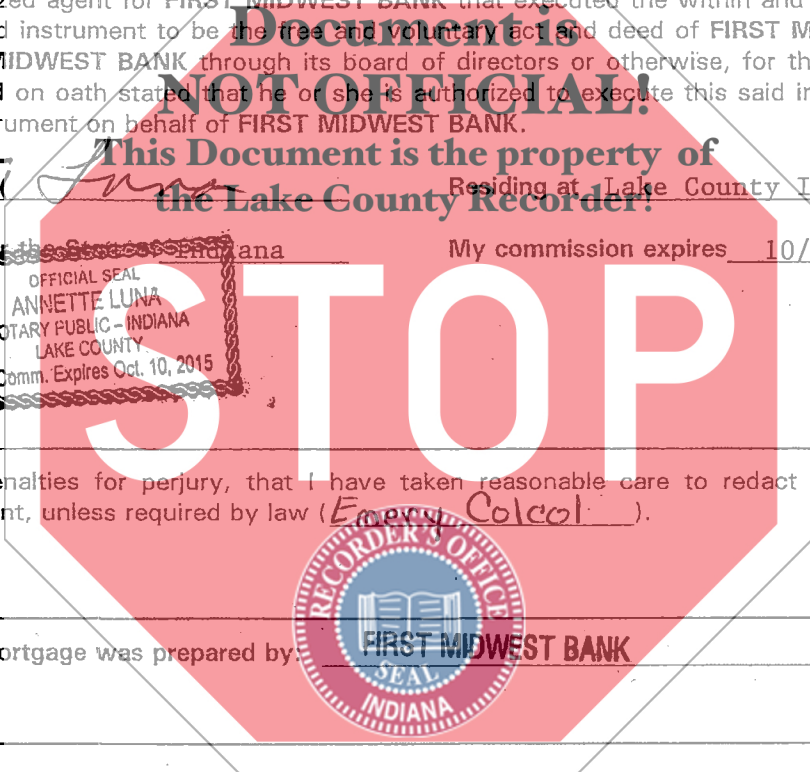 zed agent for FIRST MIDWEST BANK that executed the within and
d instrument to be the free and voluntary act and deed of FIRST M
MIDWEST BANK through its board of directors or otherwise, for th
d on oath stated that he or she is authorized to execute this said in
rument on behalf of FIRST MIDWEST BANK.
Document is
NOT OFFICIAL!
This Document is the property of
the Lake County Recorder!
Luna
Residing at Lake County I
the State of Indiana
My commission expires 10/
OFFICIAL SEAL
ANNETTE LUNA
OTARY PUBLIC - INDIANA
LAKE COUNTY
Comm. Expires Oct. 10, 2015
STOP
enalties for perjury, that I have taken reasonable care to redact
nt, unless required by law (Emery Colcol).
RECORDER'S OFFICE
SEAL
INDIANA
ortgage was prepared by: FIRST MIDWEST BANK